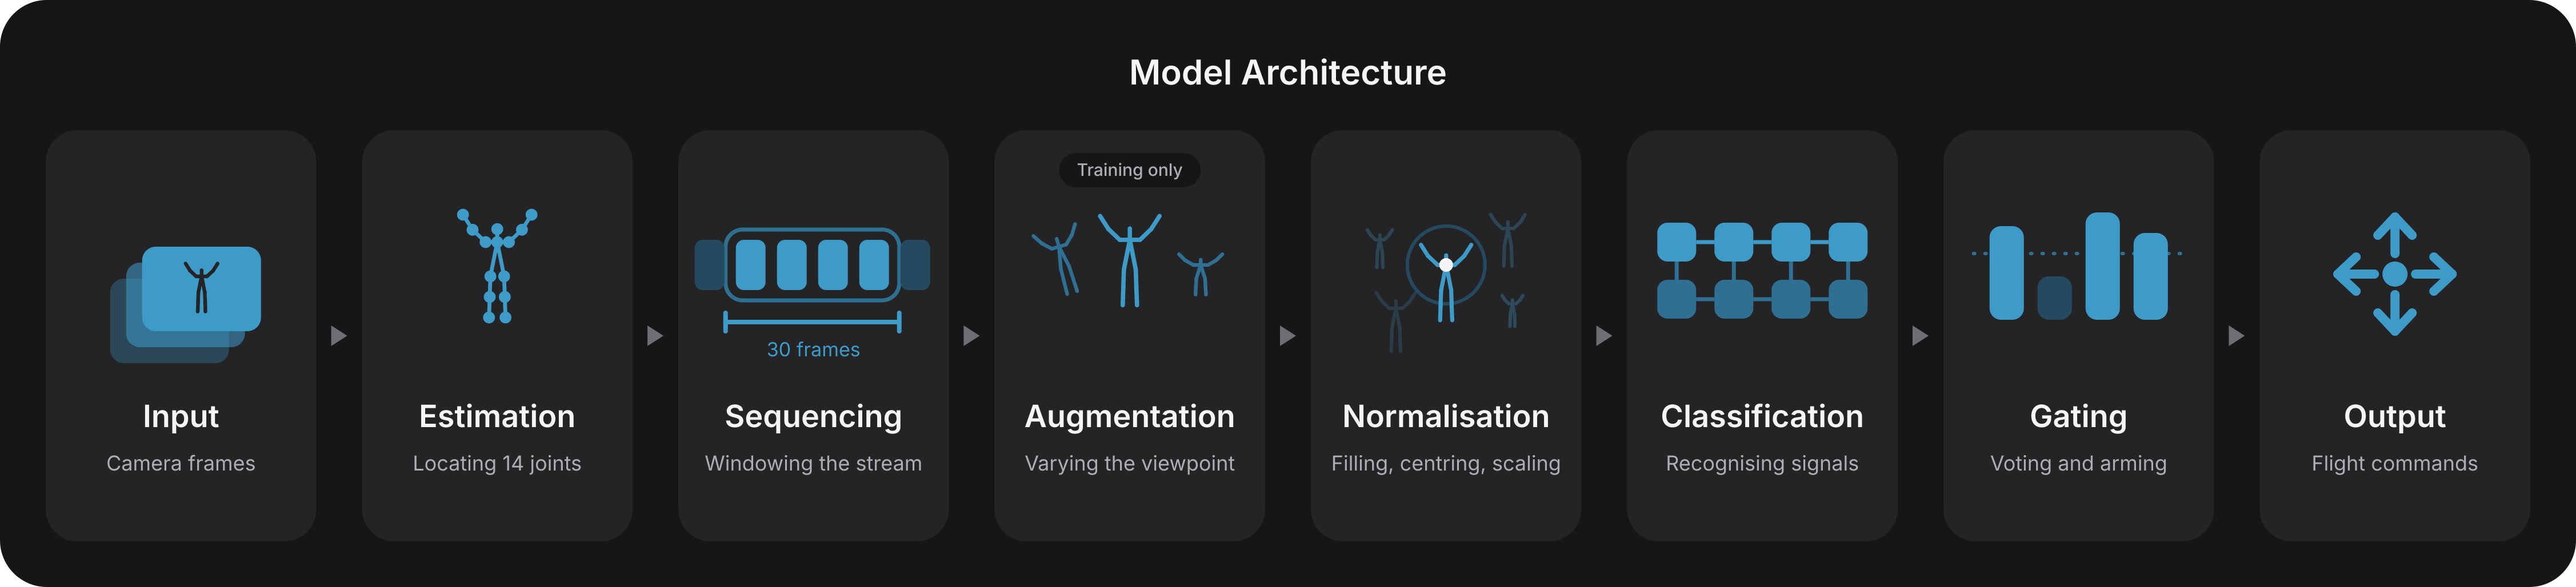 Model Architecture
Training only
30 frames
Input
Estimation
Sequencing
Augmentation
Normalisation
Classification
Gating
Output
Camera frames
Locating 14 joints
Windowing the stream
Varying the viewpoint
Filling, centring, scaling
Recognising signals
Voting and arming
Flight commands